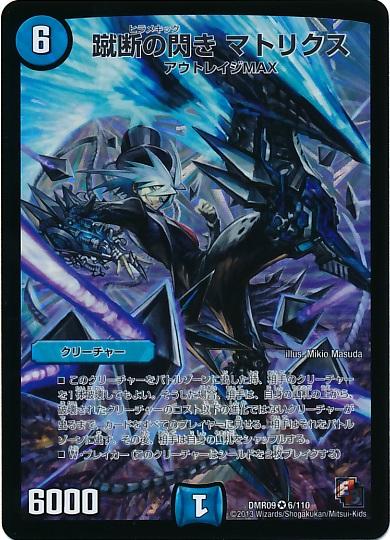 6
ヒラメキック
蹴断の閃き マトリクス
アウトレイジMAX
クリーチャー
illus. Mikio Masuda
■ このクリーチャーをバトルゾーンに出した時、相手のクリーチャー
を1体破壊してもよい。そうした場合、相手は、自身の山札の上から、
破壊されたクリーチャーのコスト以下の進化ではないクリーチャーが
出るまで、カードをすべてのプレイヤーに見せる。相手はそれをバトル
ゾーンに出す。その後、相手は自身の山札をシャッフルする。
■ W・ブレイカー(このクリーチャーはシールドを2枚ブレイクする)
6000
1
DMR09 ✪ 6/110
©2013 Wizards/Shogakukan/Mitsui-Kids